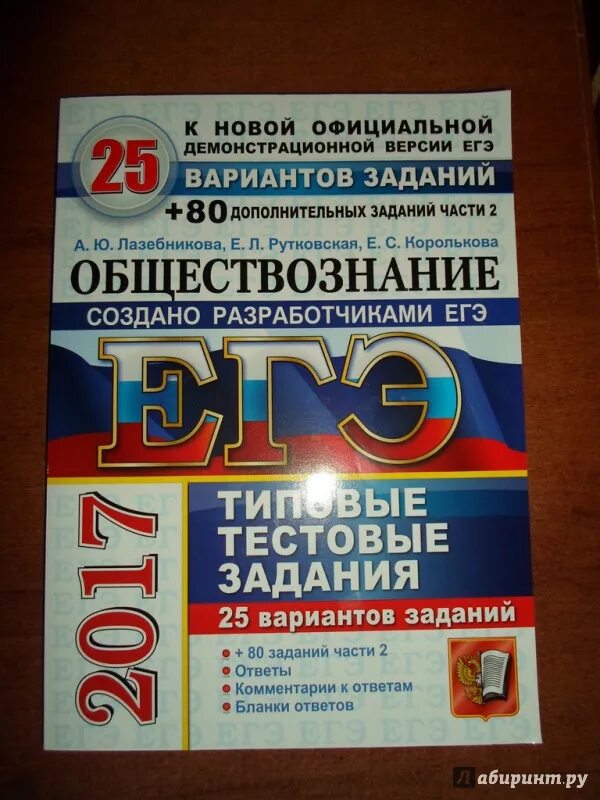 25
К НОВОЙ ОФИЦИАЛЬНОЙ
ДЕМОНСТРАЦИОННОЙ ВЕРСИИ ЕГЭ
ВАРИАНТОВ ЗАДАНИЙ
+80 ДОПОЛНИТЕЛЬНЫХ ЗАДАНИЙ ЧАСТИ 2
А. Ю. Лазебникова, Е. Л. Рутковская, Е. С. Королькова
ОБЩЕСТВОЗНАНИЕ
СОЗДАНО РАЗРАБОТЧИКАМИ ЕГЭ
ЕГЭ
2017
ТИПОВЫЕ
ТЕСТОВЫЕ
ЗАДАНИЯ
25 вариантов заданий
• + 80 заданий части 2
• Ответы
• Комментарии к ответам
• Бланки ответов
Лабиринт.ру